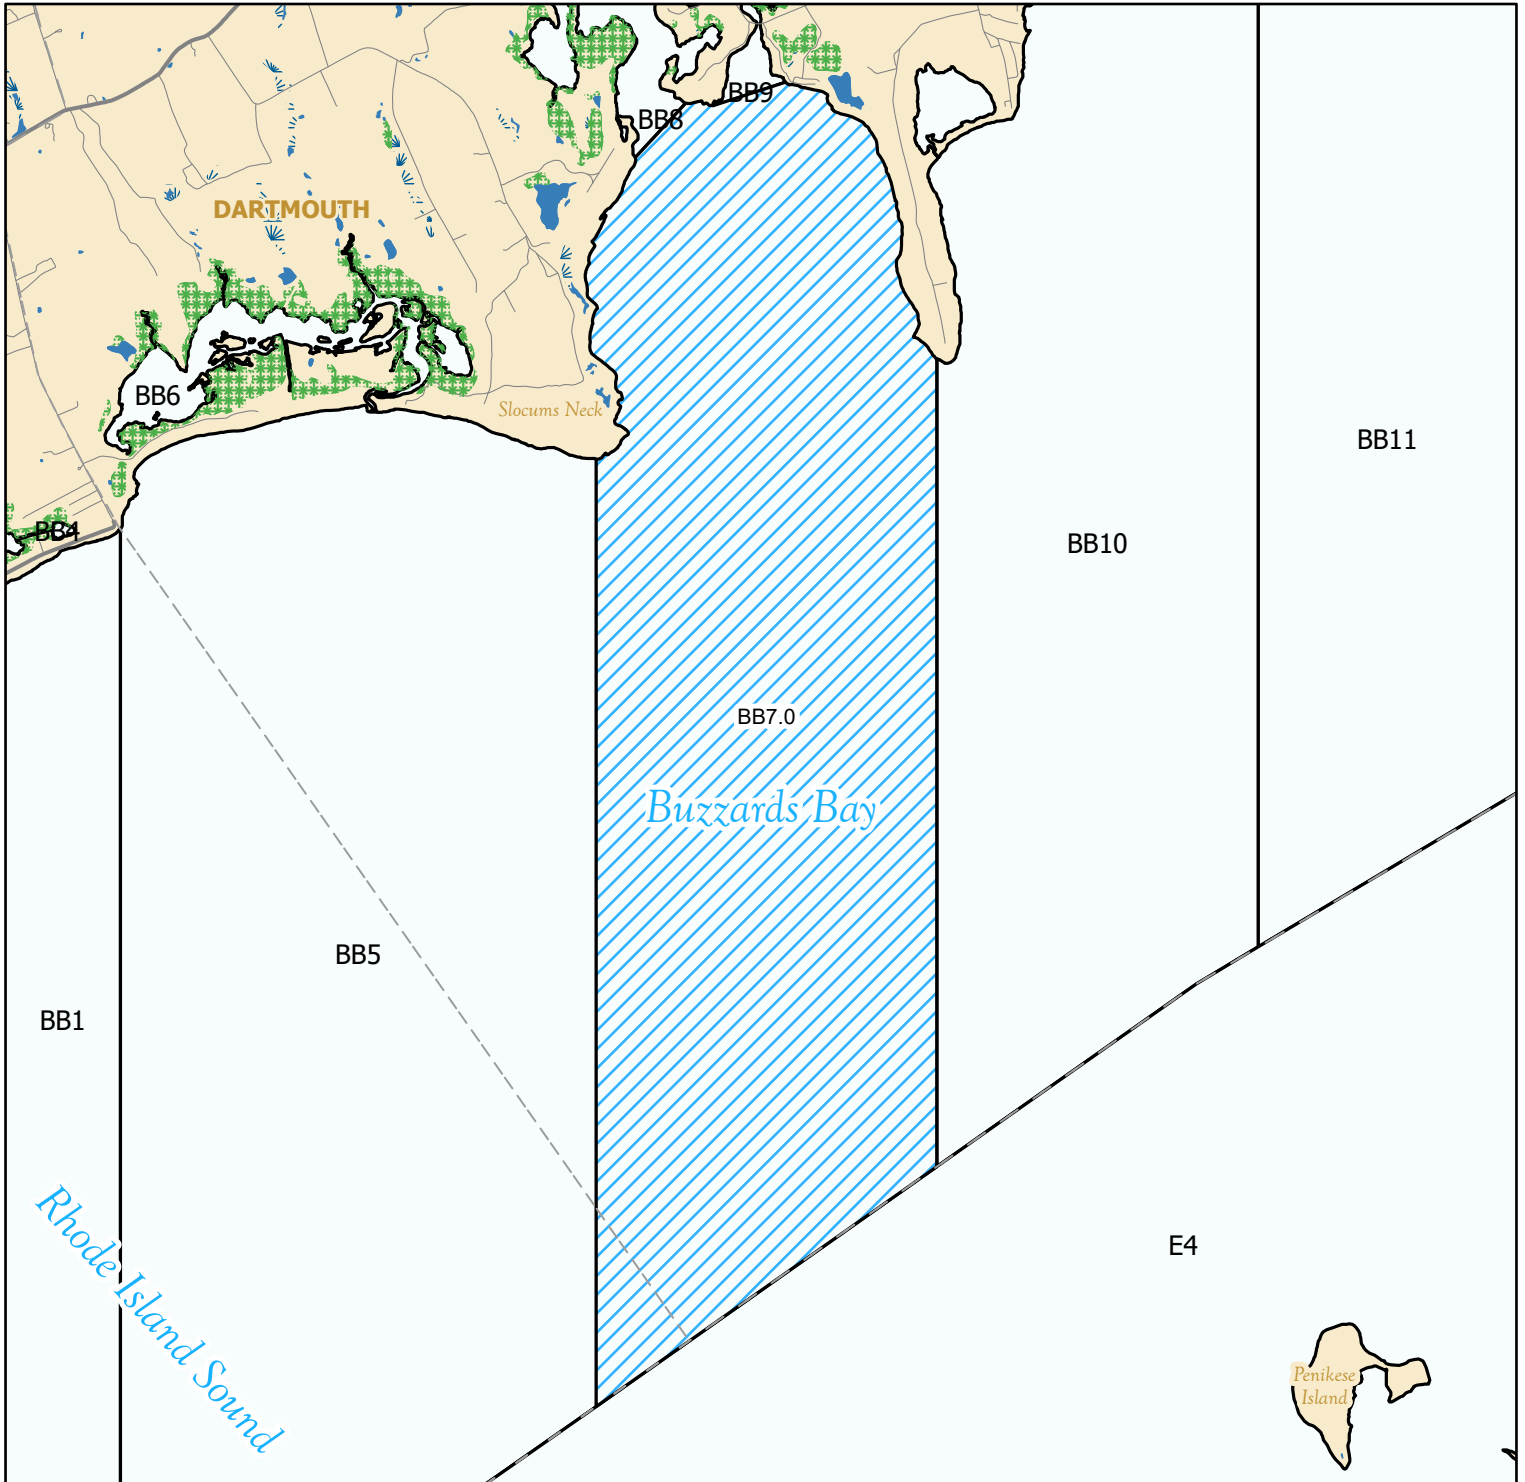 BB9
BB8
DARTMOUTH
BB6
Slocums Neck
BB11
BB4
BB10
BB7.0
Buzzards Bay
BB5
BB1
Rhode Island Sound
E4
Penikese
Island